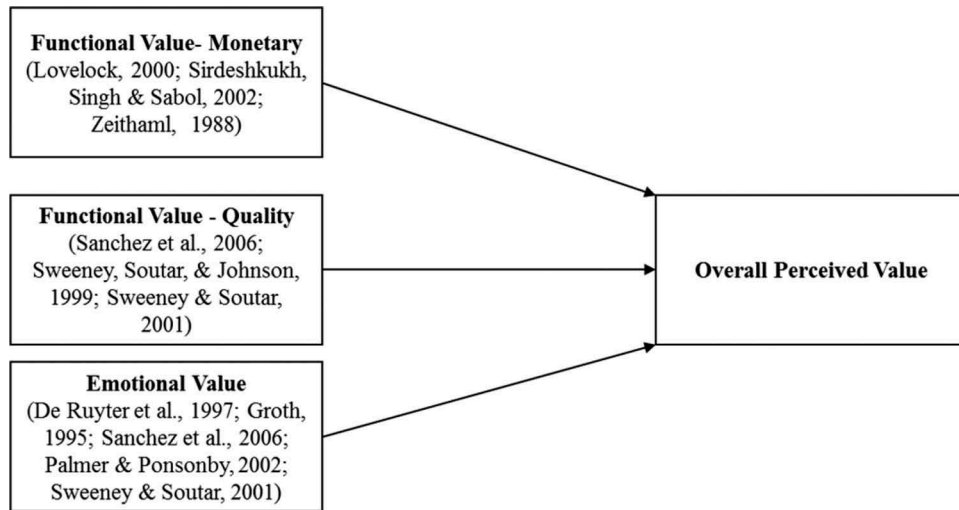 Functional Value- Monetary
(Lovelock, 2000; Sirdeshkukh,
Singh & Sabol, 2002;
Zeithaml, 1988)
Functional Value - Quality
(Sanchez et al., 2006;
Sweeney, Soutar, & Johnson,
1999; Sweeney & Soutar,
2001)
Overall Perceived Value
Emotional Value
(De Ruyter et al., 1997; Groth,
1995; Sanchez et al., 2006;
Palmer & Ponsonby, 2002;
Sweeney & Soutar, 2001)